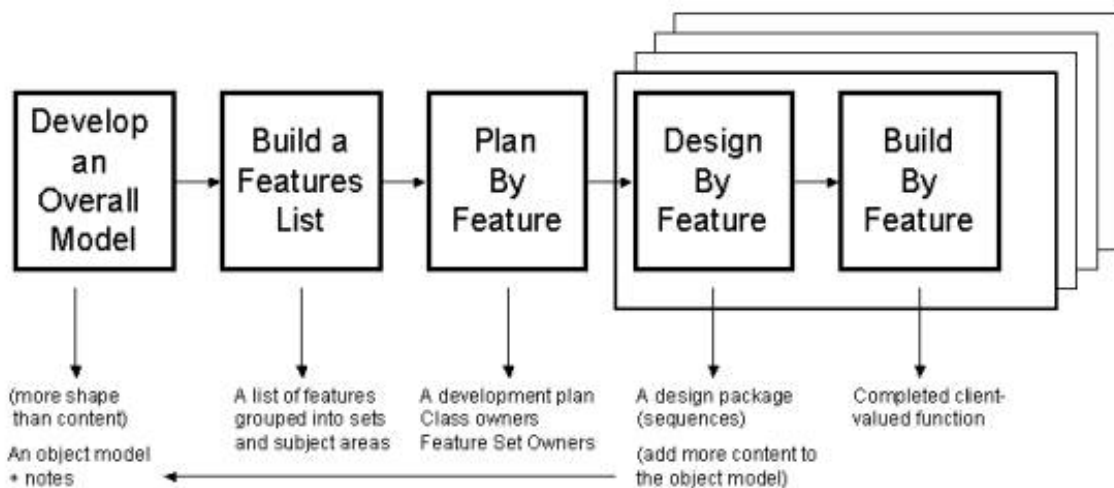 Develop
an
Overall
Model
Build a
Features
List
Plan
By
Feature
Design
By
Feature
Build
By
Feature
(more shape
than content)
An object model
+ notes
A list of features
grouped into sets
and subject areas
A development plan
Class owners
Feature Set Owners
A design package
(sequences)
(add more content to
the object model)
Completed client-
valued function